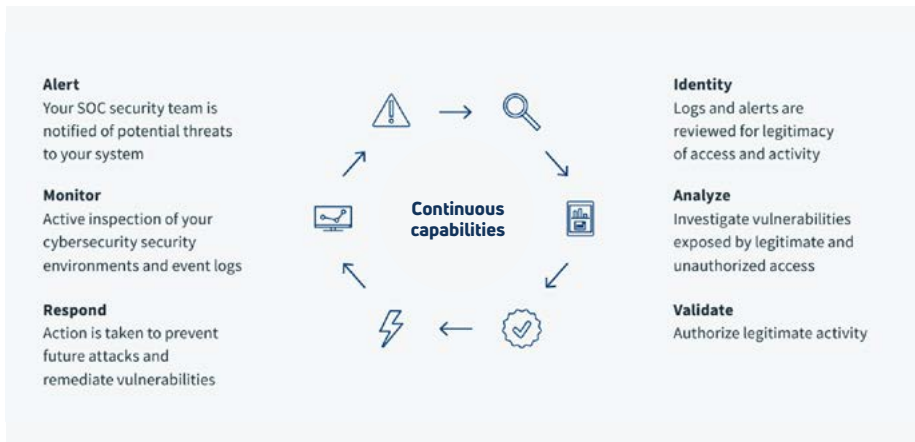 Alert
Your SOC security team is
notified of potential threats
to your system
Monitor
Active inspection of your
cybersecurity security
environments and event logs
Respond
Action is taken to prevent
future attacks and
remediate vulnerabilities
Continuous
capabilities
Identity
Logs and alerts are
reviewed for legitimacy
of access and activity
Analyze
Investigate vulnerabilities
exposed by legitimate and
unauthorized access
Validate
Authorize legitimate activity